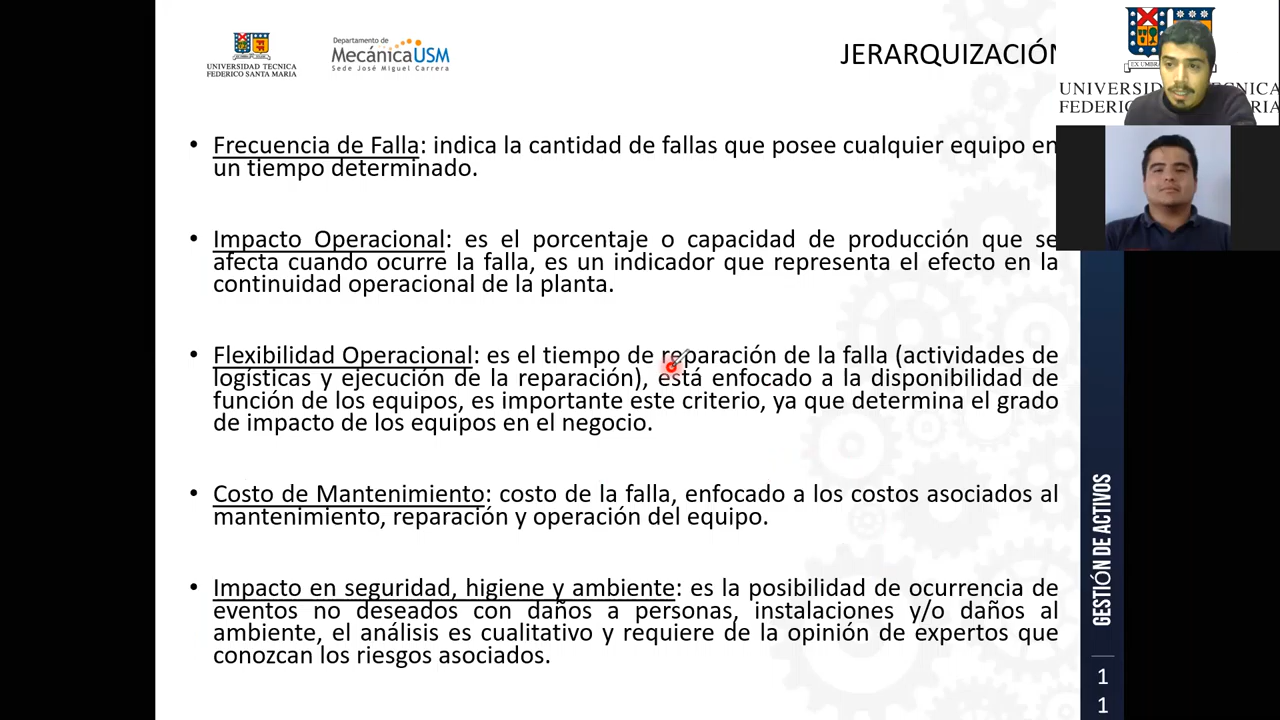 UNIVERSIDAD TECNICA
FEDERICO SANTA MARIA
Departamento de
MecánicaUSM
Sede José Miguel Carrera
JERARQUIZACIÓN
• Frecuencia de Falla: indica la cantidad de fallas que posee cualquier equipo en
un tiempo determinado.
• Impacto Operacional: es el porcentaje o capacidad de producción que se
afecta cuando ocurre la falla, es un indicador que representa el efecto en la
continuidad operacional de la planta.
• Flexibilidad Operacional: es el tiempo de reparación de la falla (actividades de
logísticas y ejecución de la reparación), está enfocado a la disponibilidad de
función de los equipos, es importante este criterio, ya que determina el grado
de impacto de los equipos en el negocio.
• Costo de Mantenimiento: costo de la falla, enfocado a los costos asociados al
mantenimiento, reparación y operación del equipo.
• Impacto en seguridad, higiene y ambiente: es la posibilidad de ocurrencia de
eventos no deseados con daños a personas, instalaciones y/o daños al
ambiente, el análisis es cualitativo y requiere de la opinión de expertos que
conozcan los riesgos asociados.
GESTIÓN DE ACTIVOS
1
1